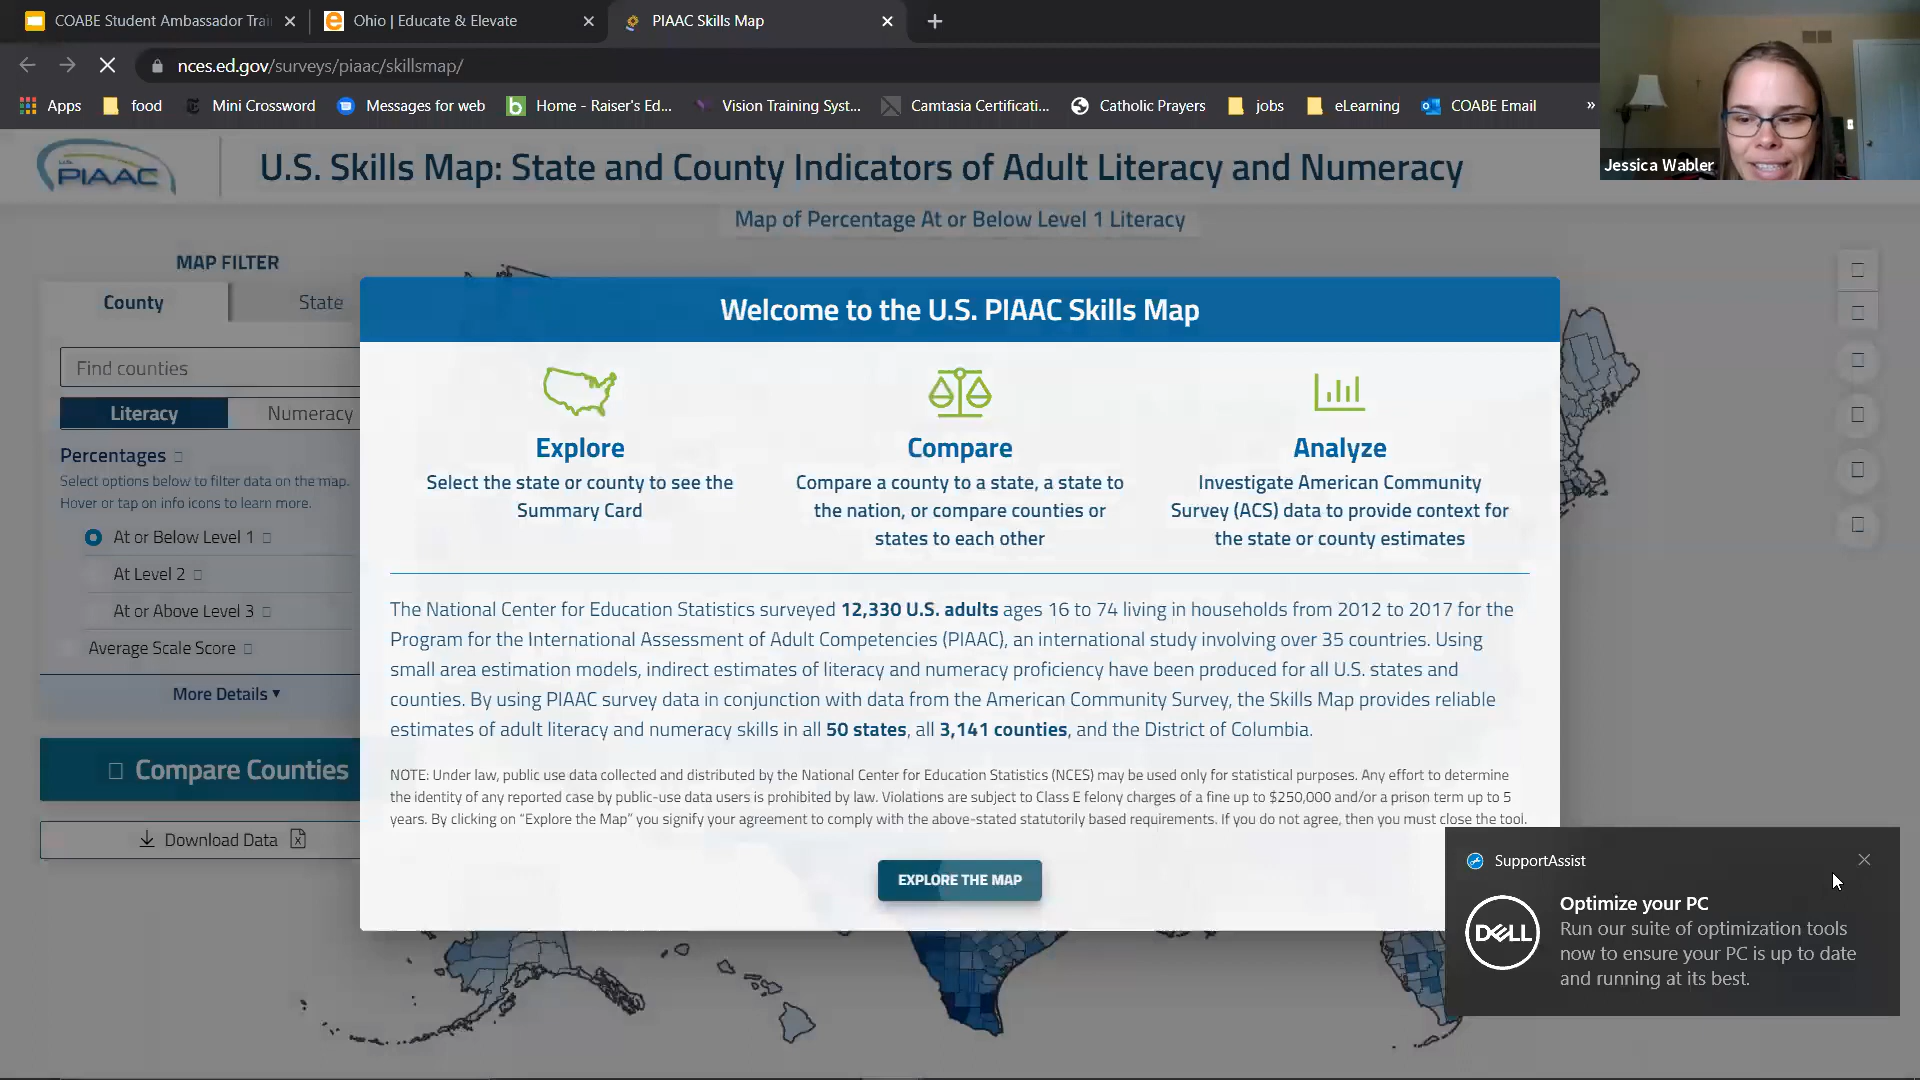 COABE Student Ambassador Trai
Ohio | Educate & Elevate
PIAAC Skills Map
nces.ed.gov/surveys/piaac/skillsmap/
Apps
food
Mini Crossword
Messages for web
Home - Raiser's Ed...
Vision Training Syst...
Camtasia Certificati...
Catholic Prayers
jobs
eLearning
COABE Email
»
Jessica Wabler
U.S. PIAAC
U.S. Skills Map: State and County Indicators of Adult Literacy and Numeracy
Map of Percentage At or Below Level 1 Literacy
MAP FILTER
County
State
Find counties
Literacy
Numeracy
Percentages
Select options below to filter data on the map.
Hover or tap on info icons to learn more.
At or Below Level 1
At Level 2
At or Above Level 3
Average Scale Score
More Details
Compare Counties
Download Data
Welcome to the U.S. PIAAC Skills Map
Explore
Select the state or county to see the
Summary Card
Compare
Compare a county to a state, a state to
the nation, or compare counties or
states to each other
Analyze
Investigate American Community
Survey (ACS) data to provide context for
the state or county estimates
The National Center for Education Statistics surveyed 12,330 U.S. adults ages 16 to 74 living in households from 2012 to 2017 for the
Program for the International Assessment of Adult Competencies (PIAAC), an international study involving over 35 countries. Using
small area estimation models, indirect estimates of literacy and numeracy proficiency have been produced for all U.S. states and
counties. By using PIAAC survey data in conjunction with data from the American Community Survey, the Skills Map provides reliable
estimates of adult literacy and numeracy skills in all 50 states, all 3,141 counties, and the District of Columbia.
NOTE: Under law, public use data collected and distributed by the National Center for Education Statistics (NCES) may be used only for statistical purposes. Any effort to determine
the identity of any reported case by public-use data users is prohibited by law. Violations are subject to Class E felony charges of a fine up to $250,000 and/or a prison term up to 5
years. By clicking on “Explore the Map” you signify your agreement to comply with the above-stated statutorily based requirements. If you do not agree, then you must close the tool.
EXPLORE THE MAP
SupportAssist
DELL
Optimize your PC
Run our suite of optimization tools
now to ensure your PC is up to date
and running at its best.